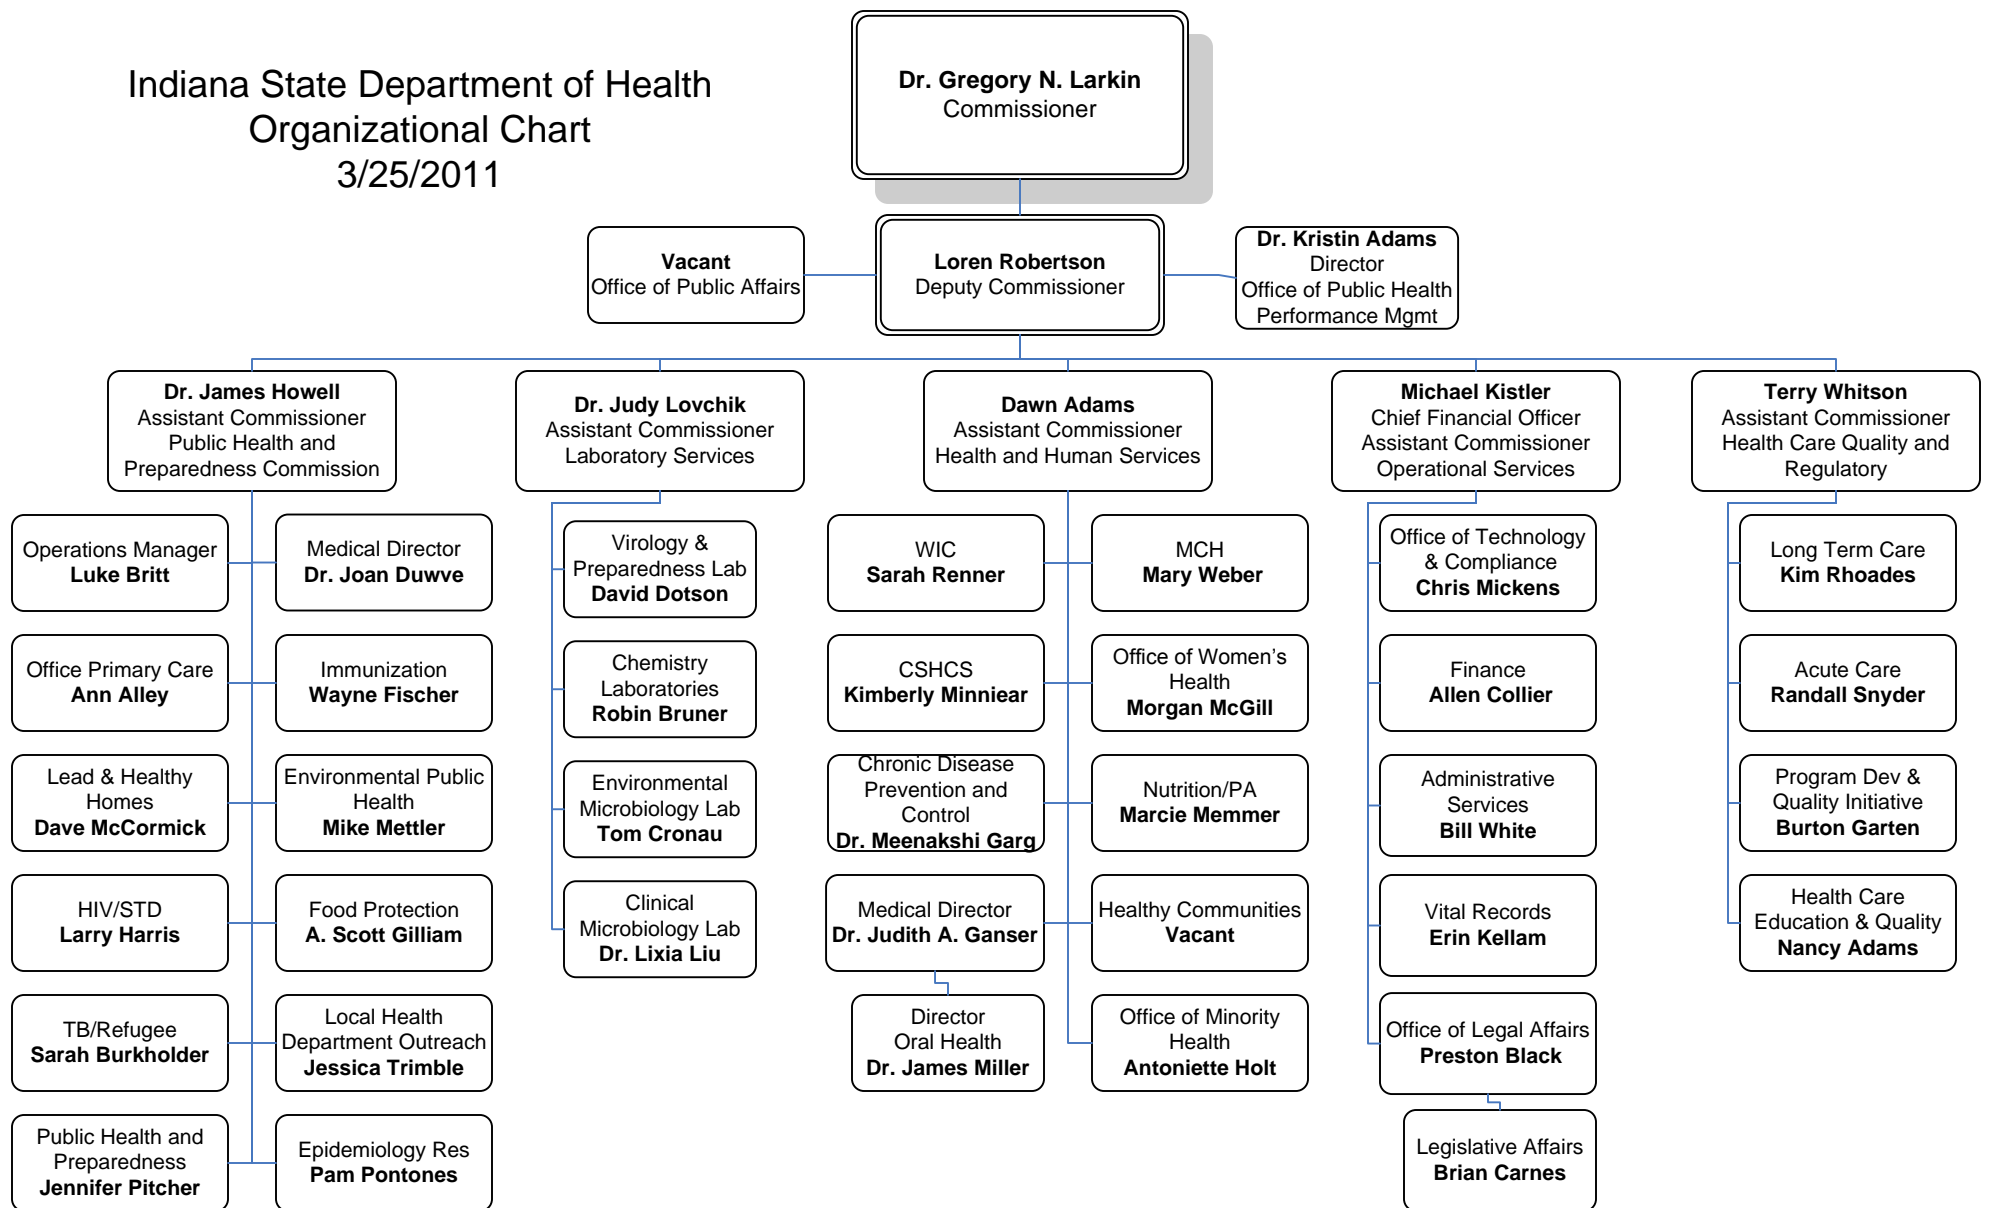 Indiana State Department of Health
Organizational Chart
3/25/2011
Dr. Gregory N. Larkin
Commissioner
Vacant
Office of Public Affairs
Loren Robertson
Deputy Commissioner
Dr. Kristin Adams
Director
Office of Public Health
Performance Mgmt
Dr. James Howell
Assistant Commissioner
Public Health and
Preparedness Commission
Dr. Judy Lovchik
Assistant Commissioner
Laboratory Services
Dawn Adams
Assistant Commissioner
Health and Human Services
Michael Kistler
Chief Financial Officer
Assistant Commissioner
Operational Services
Terry Whitson
Assistant Commissioner
Health Care Quality and
Regulatory
Operations Manager
Luke Britt
Medical Director
Dr. Joan Duwve
Office Primary Care
Ann Alley
Immunization
Wayne Fischer
Lead & Healthy
Homes
Dave McCormick
Environmental Public
Health
Mike Mettler
HIV/STD
Larry Harris
Food Protection
A. Scott Gilliam
TB/Refugee
Sarah Burkholder
Local Health
Department Outreach
Jessica Trimble
Public Health and
Preparedness
Jennifer Pitcher
Epidemiology Res
Pam Pontones
Virology &
Preparedness Lab
David Dotson
Chemistry
Laboratories
Robin Bruner
Environmental
Microbiology Lab
Tom Cronau
Clinical
Microbiology Lab
Dr. Lixia Liu
WIC
Sarah Renner
MCH
Mary Weber
CSHCS
Kimberly Minniear
Office of Women's
Health
Morgan McGill
Chronic Disease
Prevention and
Control
Dr. Meenakshi Garg
Nutrition/PA
Marcie Memmer
Medical Director
Dr. Judith A. Ganser
Healthy Communities
Vacant
Director
Oral Health
Dr. James Miller
Office of Minority
Health
Antoniette Holt
Office of Technology
& Compliance
Chris Mickens
Finance
Allen Collier
Administrative
Services
Bill White
Vital Records
Erin Kellam
Office of Legal Affairs
Preston Black
Legislative Affairs
Brian Carnes
Long Term Care
Kim Rhoades
Acute Care
Randall Snyder
Program Dev &
Quality Initiative
Burton Garten
Health Care
Education & Quality
Nancy Adams